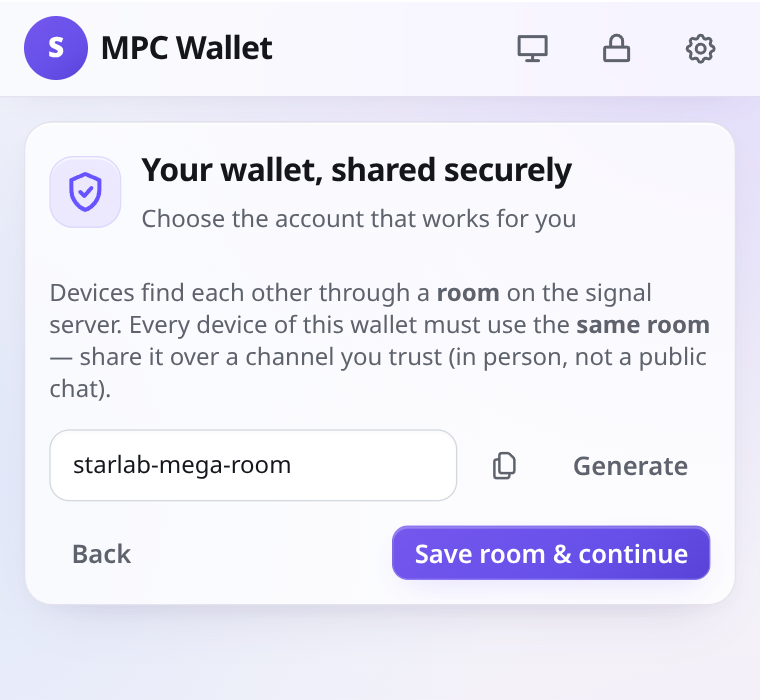 S MPC Wallet
Your wallet, shared securely
Choose the account that works for you
Devices find each other through a room on the signal
server. Every device of this wallet must use the same room
— share it over a channel you trust (in person, not a public
chat).
starlab-mega-room Generate
Back Save room & continue